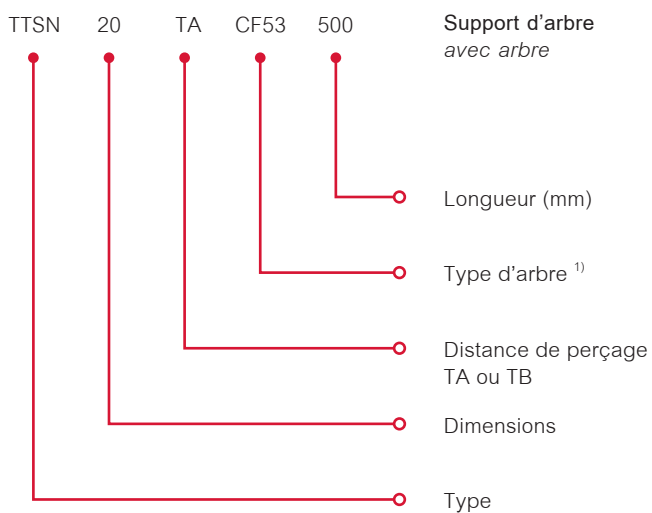 TTSN 20 TA CF53 500
Support d’arbre
avec arbre
Longueur (mm)
Type d’arbre 1)
Distance de perçage
TA ou TB
Dimensions
Type